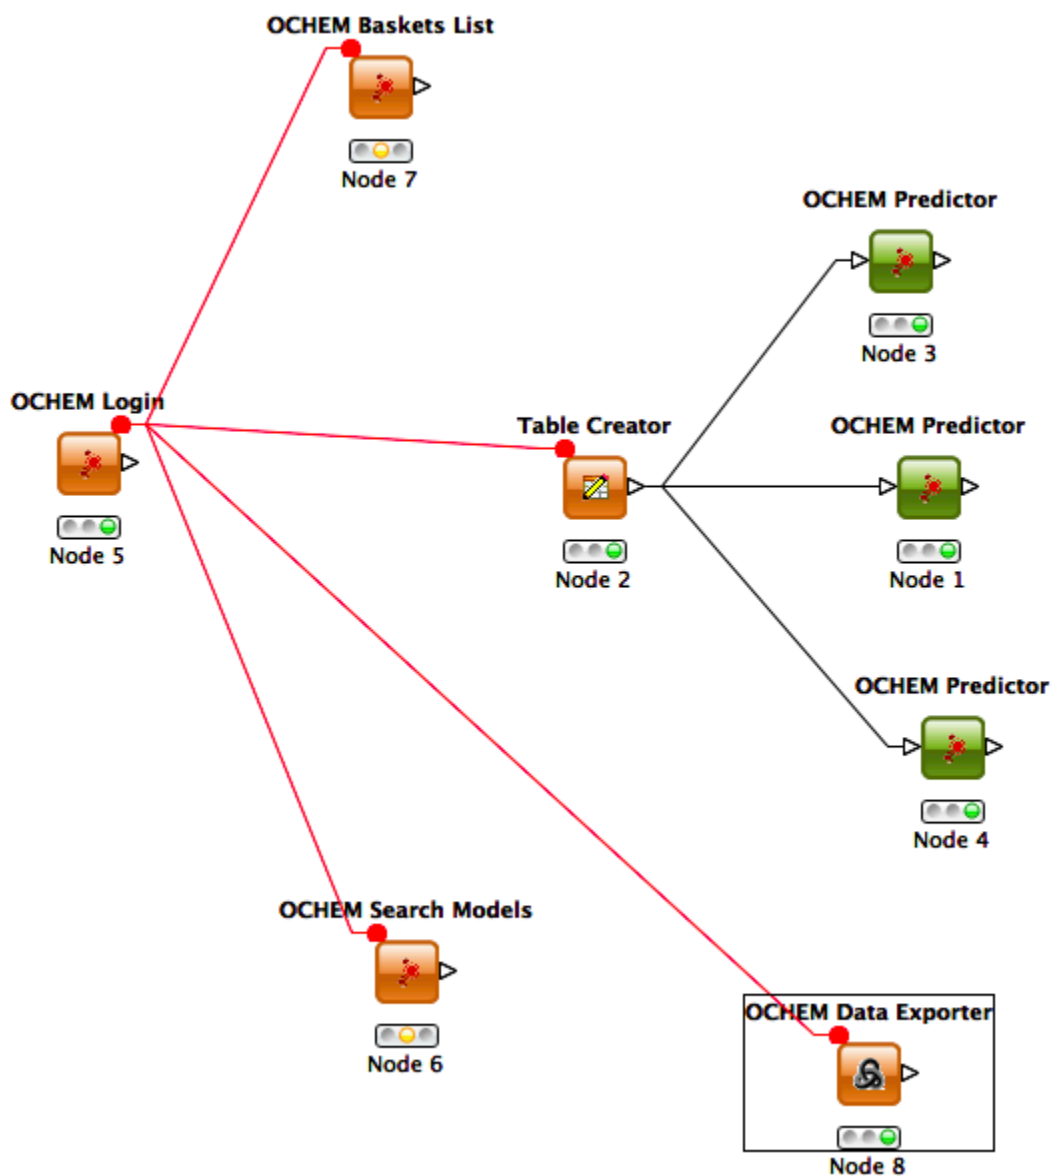 OCHEM Baskets List
Node 7
OCHEM Predictor
Node 3
OCHEM Login
Node 5
Table Creator
Node 2
OCHEM Predictor
Node 1
OCHEM Predictor
Node 4
OCHEM Search Models
Node 6
OCHEM Data Exporter
Node 8